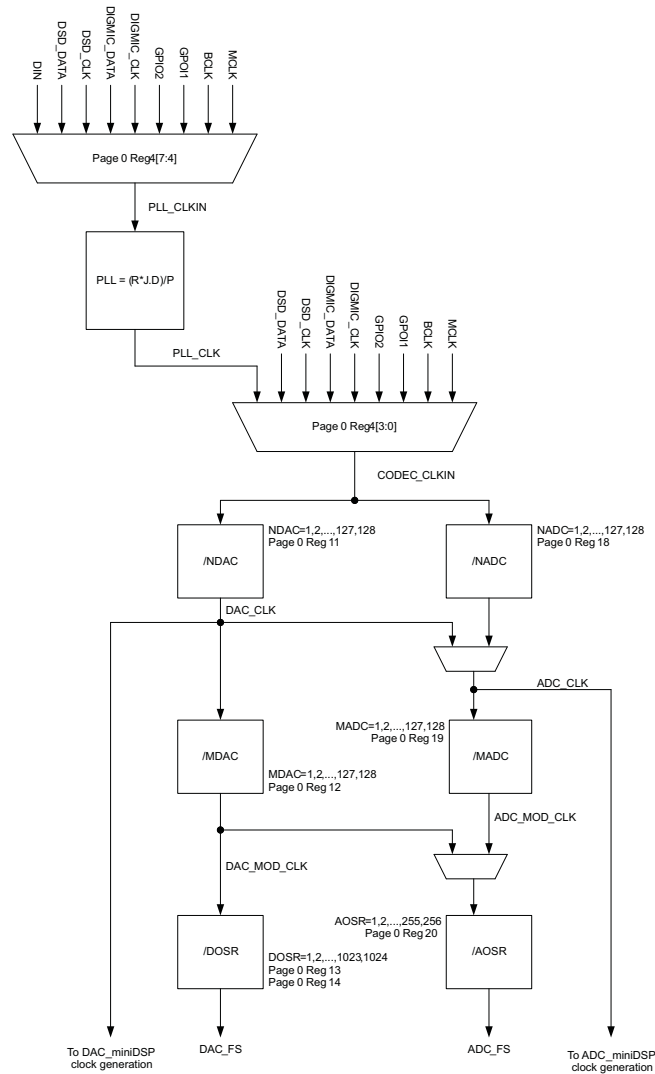 DIN
DSD_DATA
DSD_CLK
DIGMIC_DATA
DIGMIC_CLK
GPIO2
GPOI1
BCLK
MCLK
Page 0 Reg4[7:4]
PLL_CLKIN
PLL = (R*J.D)/P
PLL_CLK
DSD_DATA
DSD_CLK
DIGMIC_DATA
DIGMIC_CLK
GPIO2
GPOI1
BCLK
MCLK
Page 0 Reg4[3:0]
CODEC_CLKIN
/NDAC
NDAC=1,2,...,127,128
Page 0 Reg 11
/NADC
NADC=1,2,...,127,128
Page 0 Reg 18
DAC_CLK
ADC_CLK
/MDAC
MDAC=1,2,...,127,128
Page 0 Reg 12
MADC=1,2,...,127,128
Page 0 Reg 19
/MADC
DAC_MOD_CLK
ADC_MOD_CLK
/DOSR
DOSR=1,2,...,1023,1024
Page 0 Reg 13
Page 0 Reg 14
AOSR=1,2,...,255,256
Page 0 Reg 20
/AOSR
To DAC_miniDSP
clock generation
DAC_FS
ADC_FS
To ADC_miniDSP
clock generation